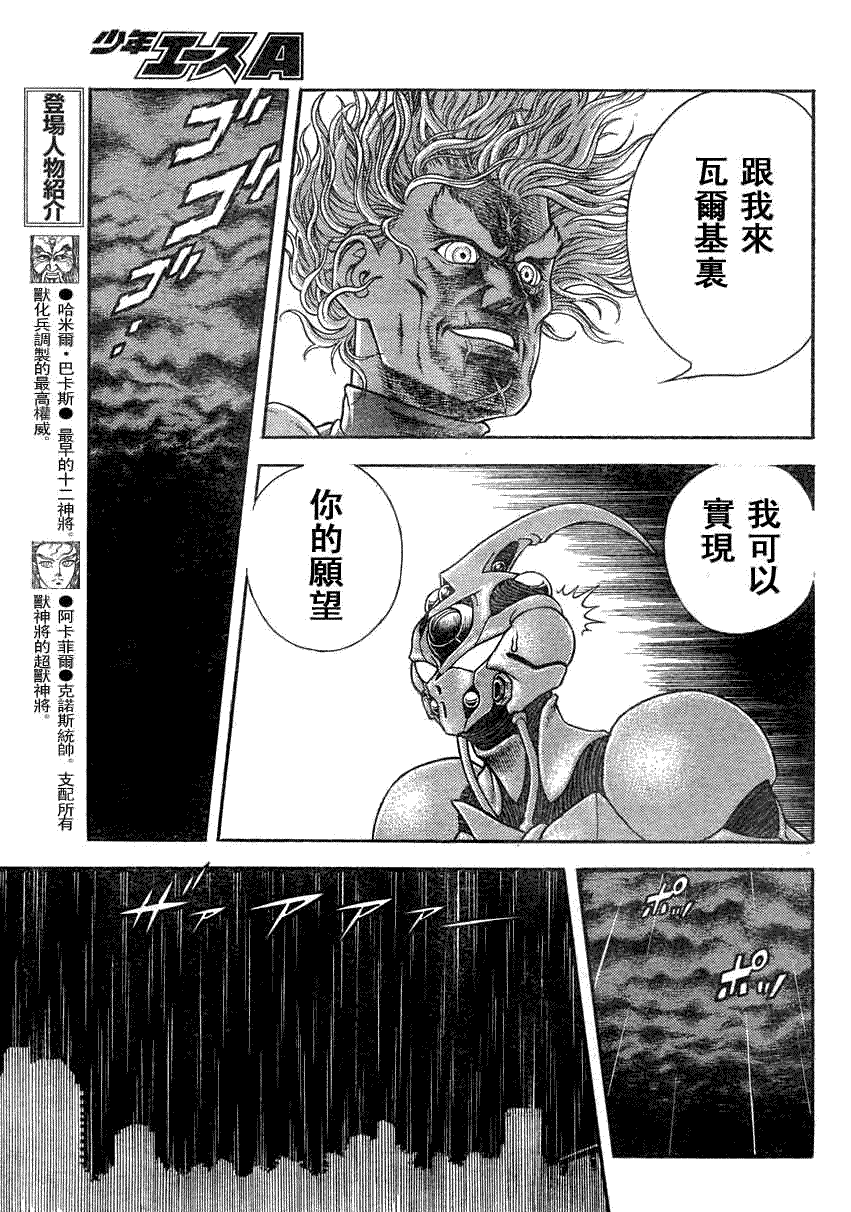 少年エースA
跟我來
瓦爾基裏
我可以
實現
你的願望
ゴゴゴ‥
登場人物紹介
●哈米爾・巴卡斯●最早的十二神將。
獸化兵調製的最高權威。
●阿卡菲爾●克諾斯統帥。支配所有
獸神將的超獸神將。
ポッ
ポッ
ザァアアアー